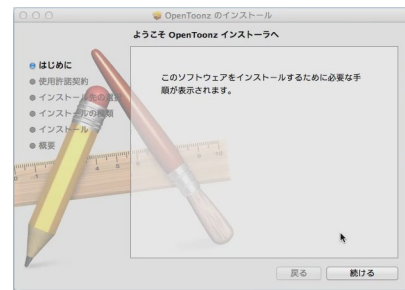 OpenToonz のインストール
ようこそ OpenToonz インストーラへ
はじめに
使用許諾契約
インストール先の選択
インストールの種類
インストール
概要
このソフトウェアをインストールするために必要な手
順が表示されます。
戻る
続ける